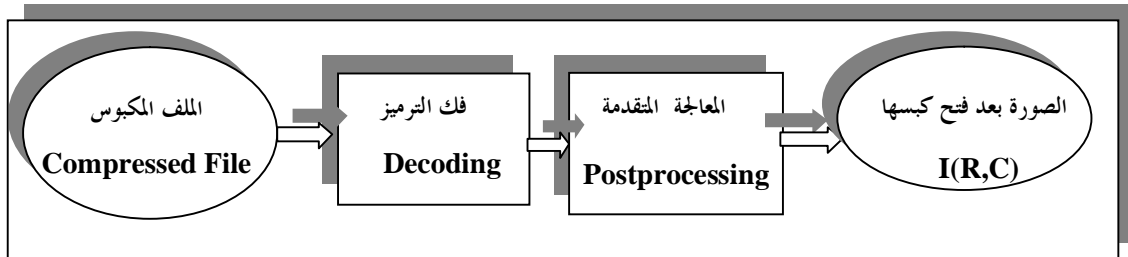 الملف المكبوس
Compressed File
فك الترميز
Decoding
المعالجة المتقدمة
Postprocessing
الصورة بعد فتح كبسها
I(R,C)